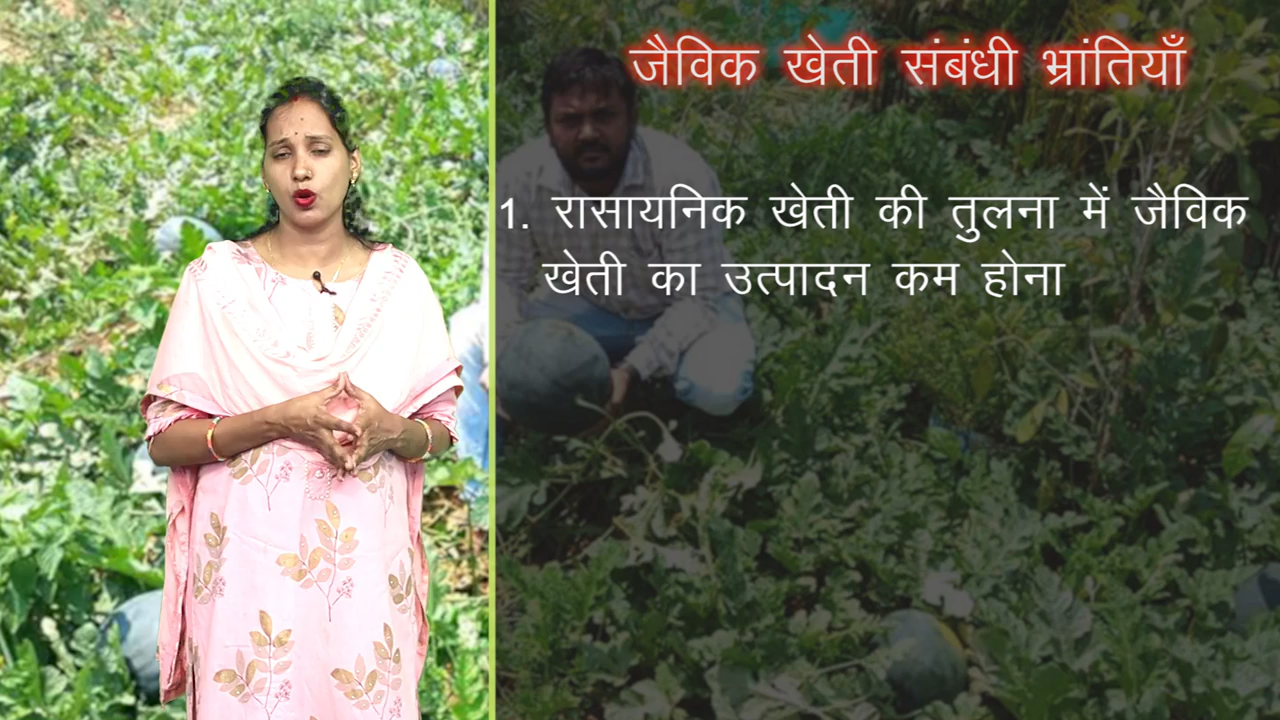 जैविक खेती संबंधी भ्रांतियाँ
1. रासायनिक खेती की तुलना में जैविक
खेती का उत्पादन कम होना